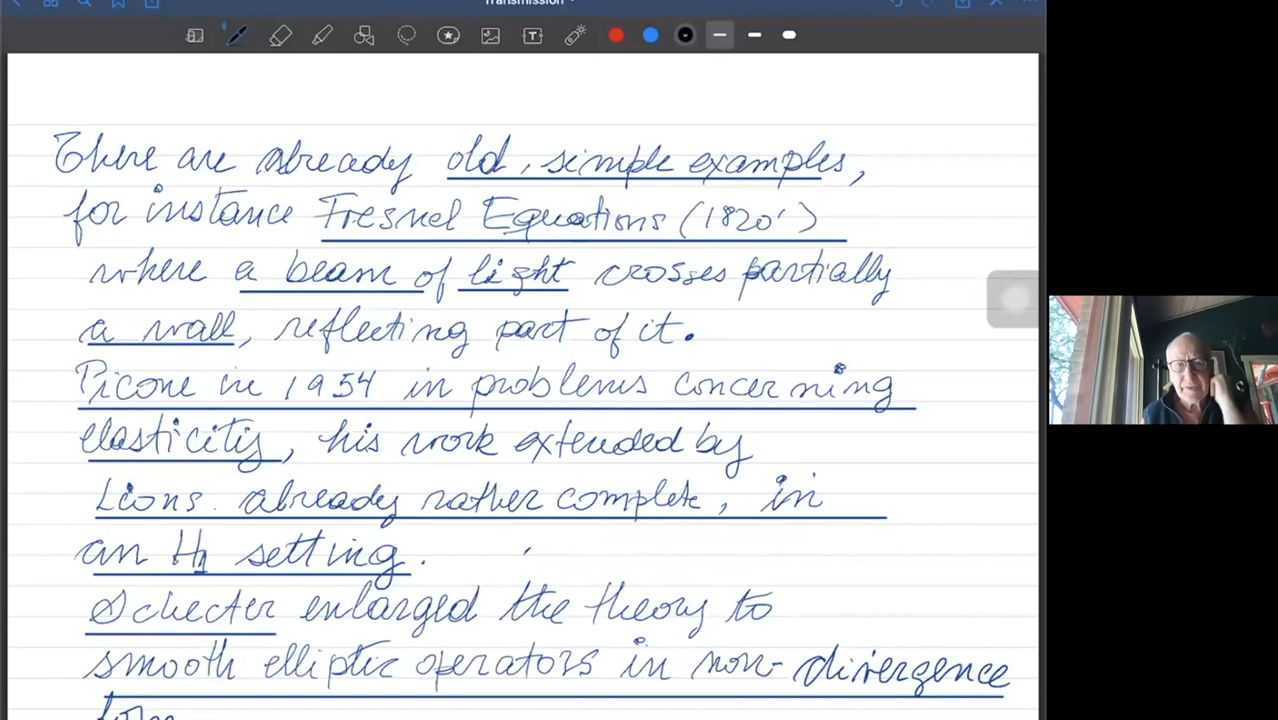 Transmission
There are already old, simple examples,
for instance Fresnel Equations (1820')
where a beam of light crosses partially
a wall, reflecting part of it.
Picone in 1954 in problems concerning
elasticity, his work extended by
Lions. already rather complete, in
an H1 setting.
Schecter enlarged the theory to
smooth elliptic operators in non-divergence
form